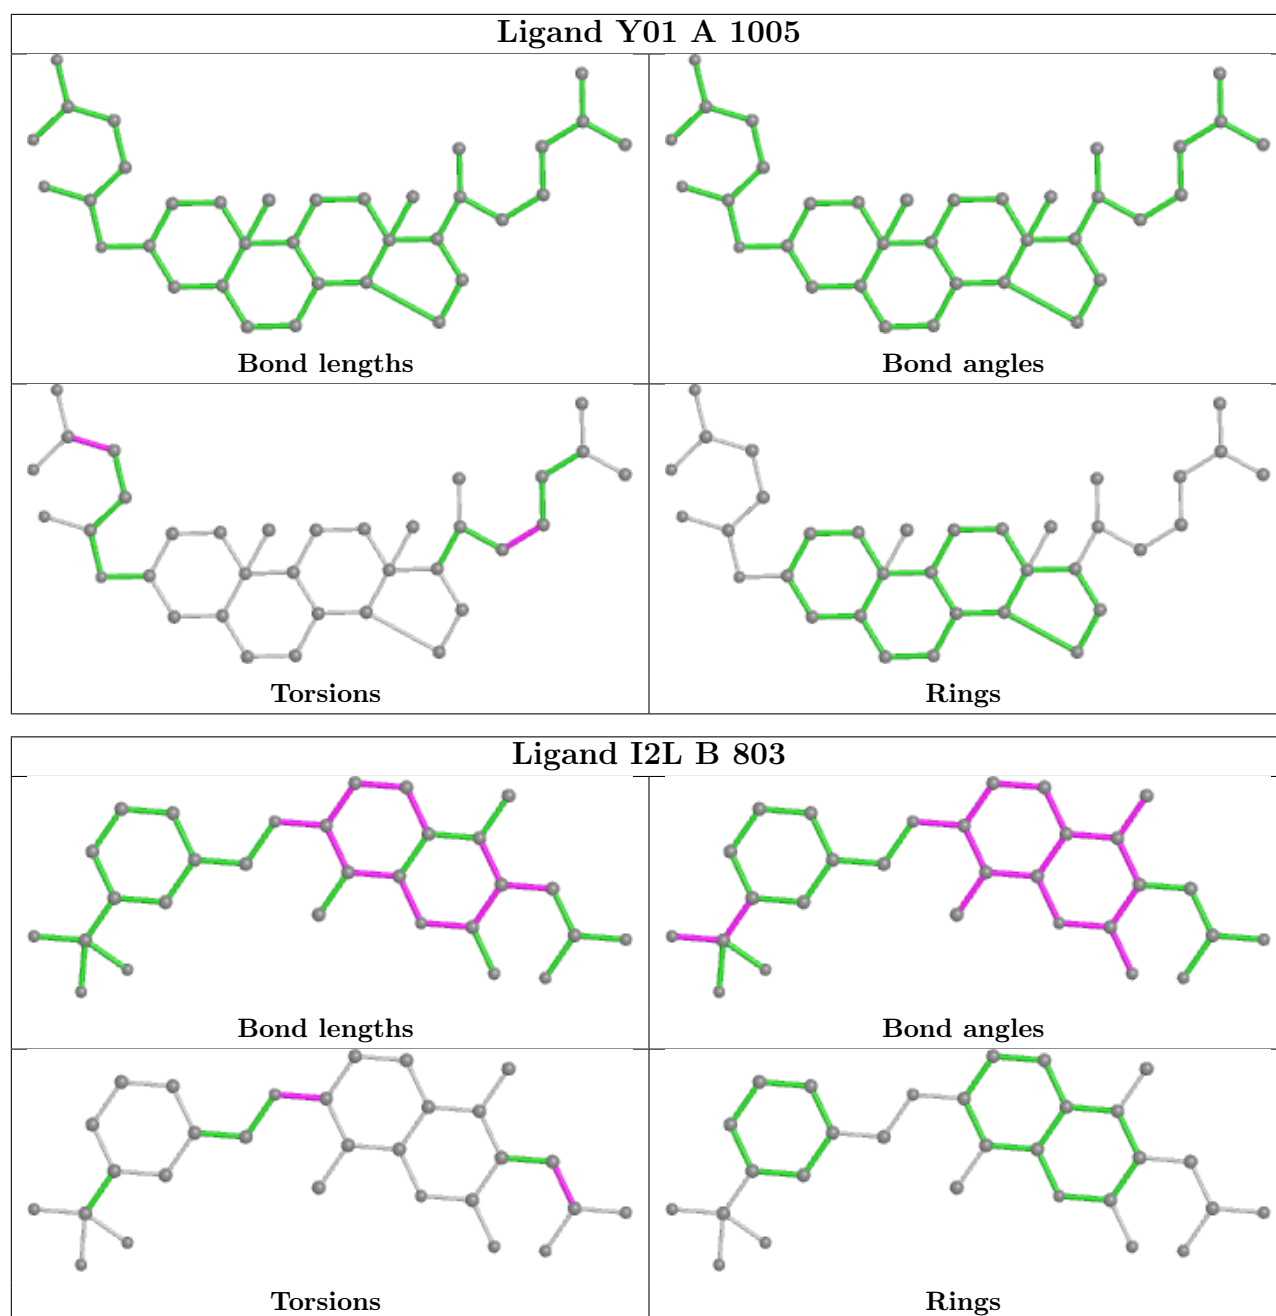 Ligand Y01 A 1005
Bond lengths
Bond angles
Torsions
Rings
Ligand I2L B 803
Bond lengths
Bond angles
Torsions
Rings